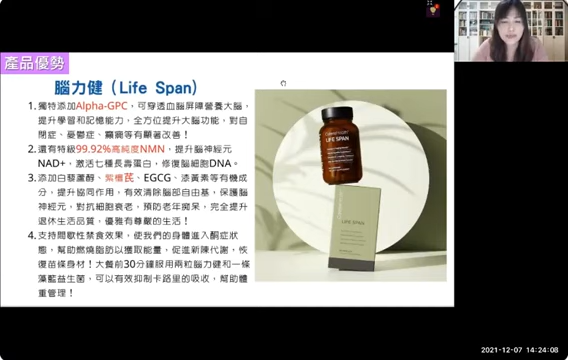 產品優勢
腦力健（Life Span）
1. 獨特添加Alpha-GPC，可穿透血腦屏障營養大腦，
提升學習和記憶能力，全方位提升大腦功能、對自
閉症、憂鬱症、癲癇等有顯著改善！
2. 還有特級99.92%高純度NMN，提升腦神經元
NAD+，激活七種長壽蛋白，修復腦細胞DNA。
3. 添加白藜蘆醇、紫檀芪、EGCG、漆黃素等有機成
分，提升協同作用，有效清除腦部自由基，保護腦
神經元，對抗細胞衰老，預防老年癡呆，完全提升
退休生活品質，優雅有尊嚴的生活！
4. 支持間歇性禁食效果，使我們的身體進入酮症狀
態，幫助燃燒脂肪以獲取能量，促進新陳代謝，恢
復苗條身材！大餐前30分鐘服用兩粒腦力健和一條
藻藍益生菌，可以有效抑制卡路里的吸收，幫助體
重管理！
LIFE SPAN
LIFE SPAN
2021-12-07 14:24:08